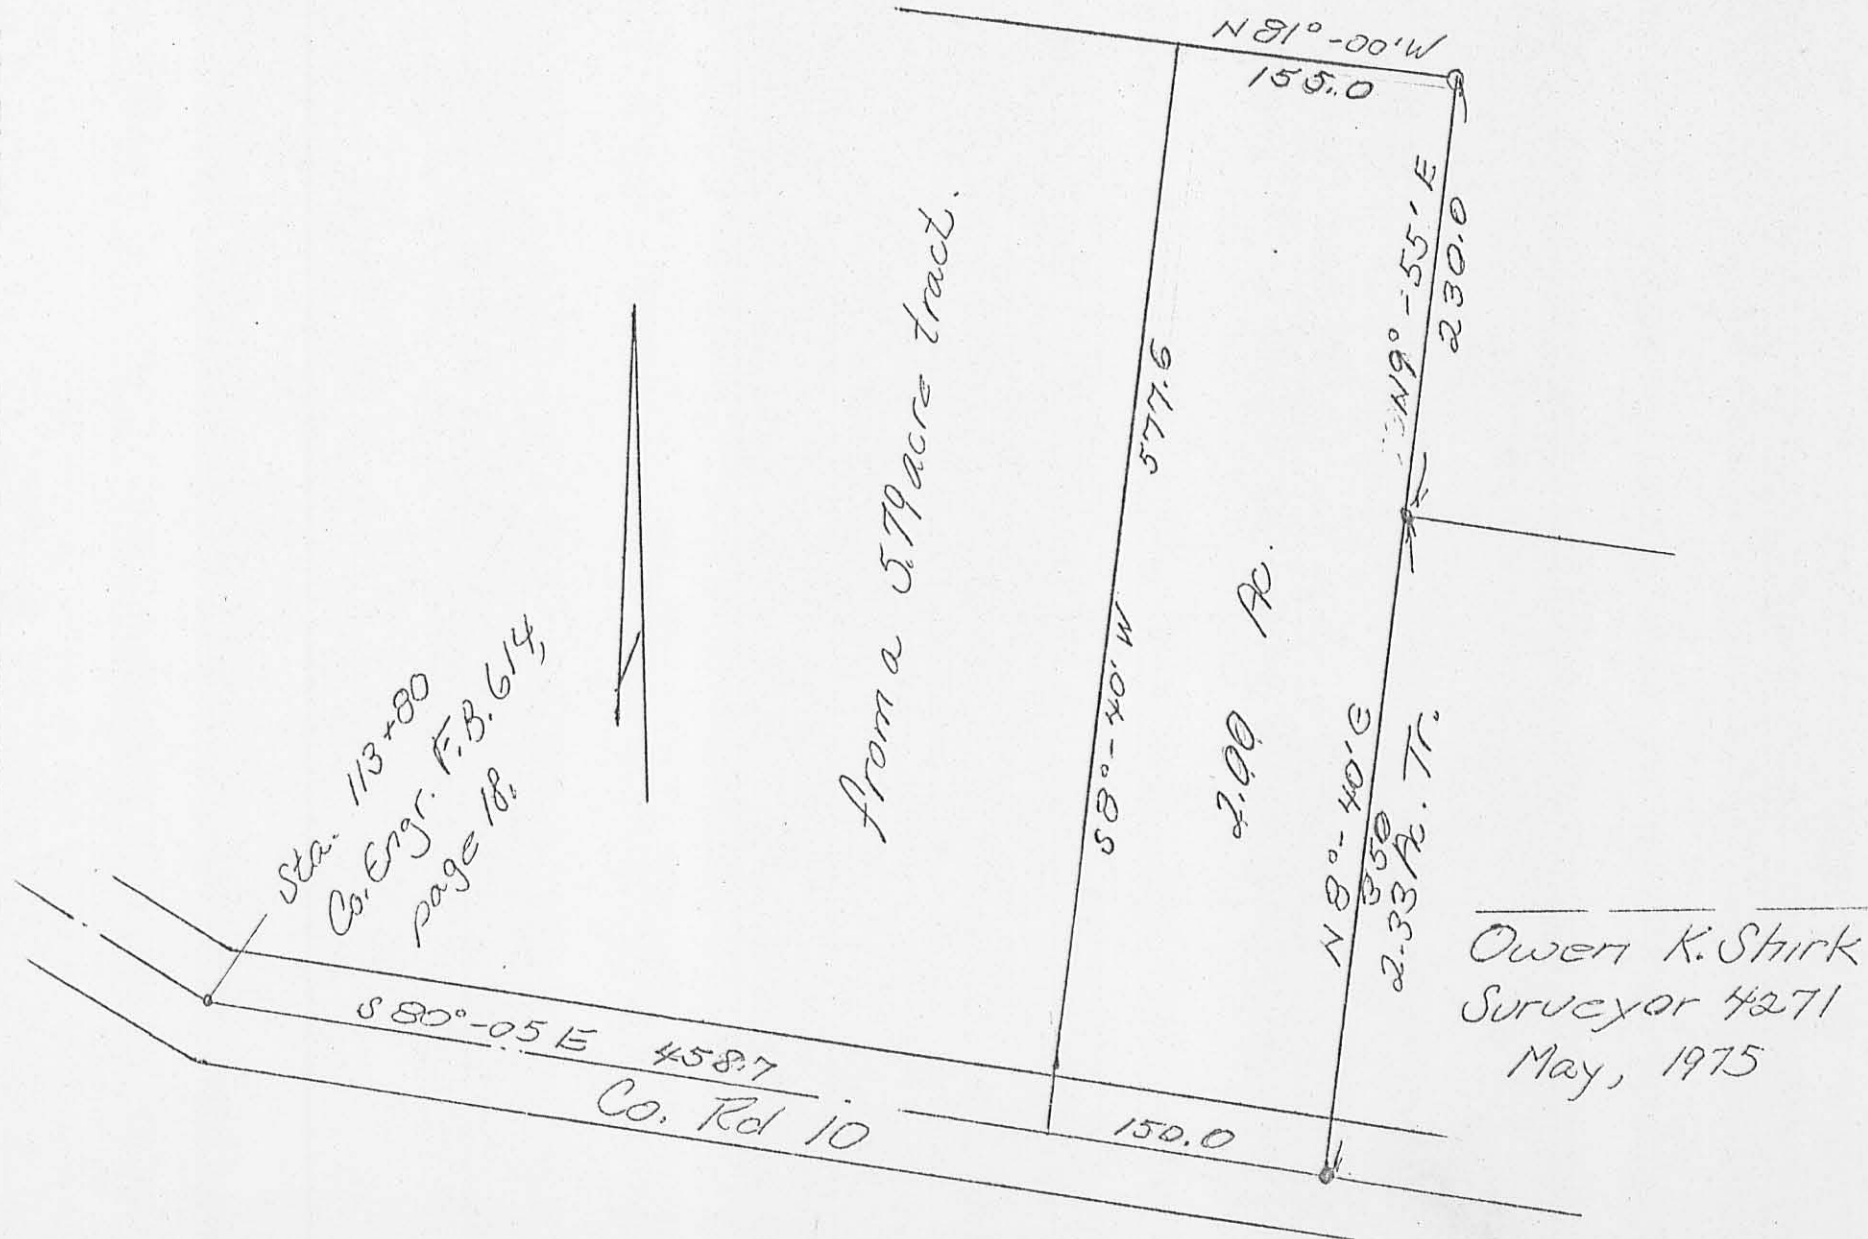 N 81°-00' W
155.0
N 9°-55' E
230.0
from a 5.79 acre tract.
577.6
S 8°-40' W
2.00 Ac.
N 8°-40' E
350
2.33 Ac. Tr.
Sta. 113+80
Co. Engr. F.B. 614,
page 18.
S 80°-05 E 458.7
Co. Rd 10
150.0
Owen K. Shirk
Surveyor 4271
May, 1975